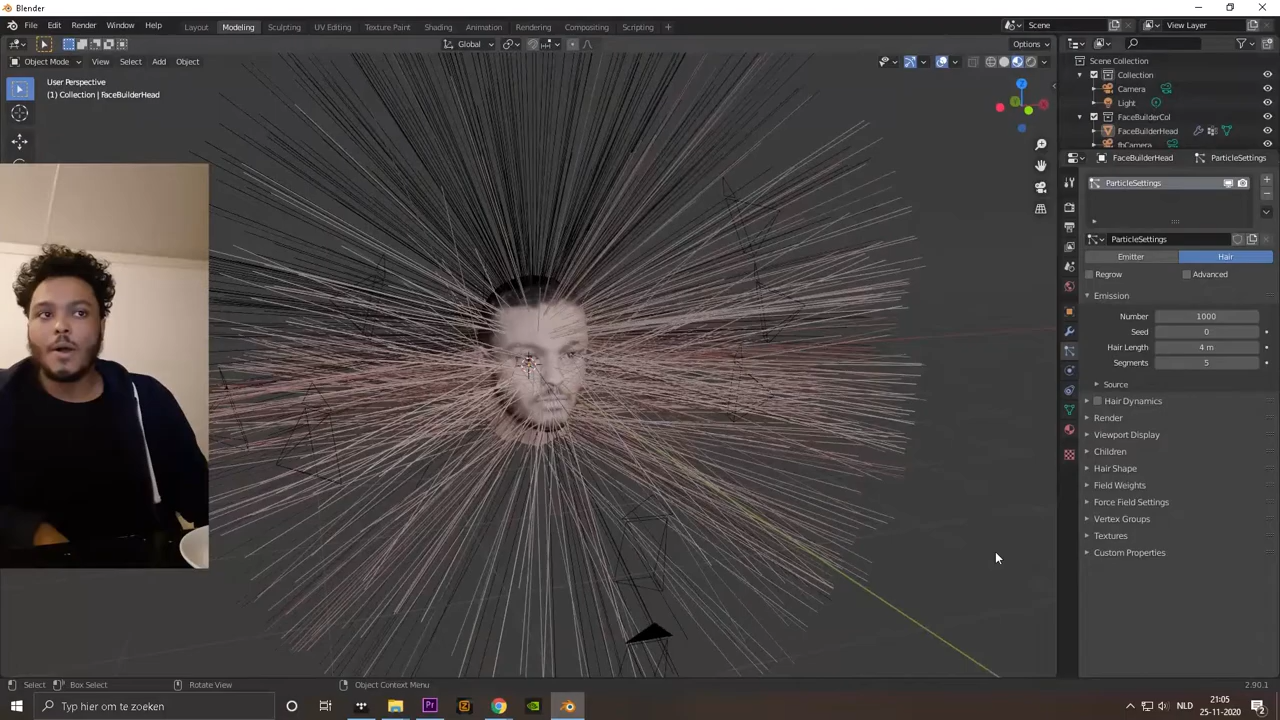 Blender
File Edit Render Window Help Layout Modeling Sculpting UV Editing Texture Paint Shading Animation Rendering Compositing Scripting + Scene View Layer
Global Options
Object Mode View Select Add Object
User Perspective
(1) Collection | FaceBuilderHead
Scene Collection
Collection
Camera
Light
FaceBuilderCol
FaceBuilderHead
fbCamera
FaceBuilderHead ParticleSettings
ParticleSettings
ParticleSettings
Emitter Hair
Regrow Advanced
Emission
Number 1000
Seed 0
Hair Length 4 m
Segments 5
Source
Hair Dynamics
Render
Viewport Display
Children
Hair Shape
Field Weights
Force Field Settings
Vertex Groups
Textures
Custom Properties
Select Box Select Rotate View Object Context Menu 2.90.1
Typ hier om te zoeken
NLD
21:05
25-11-2020
2